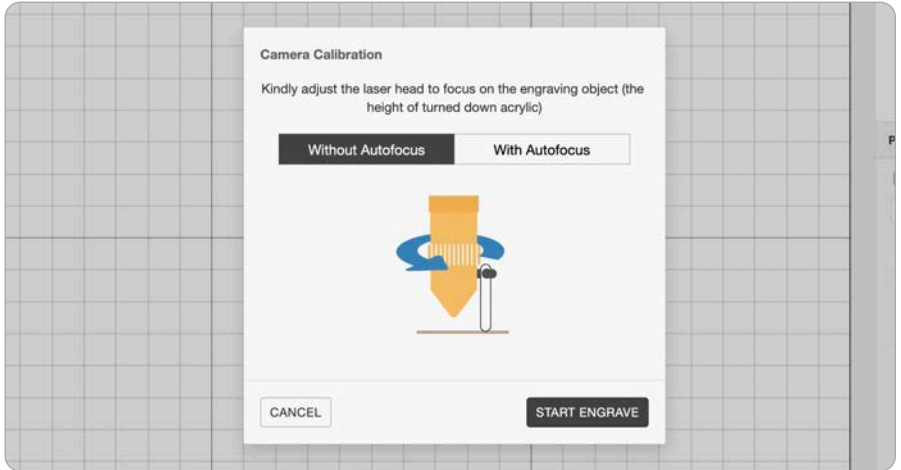 Camera Calibration
Kindly adjust the laser head to focus on the engraving object (the
height of turned down acrylic)
Without Autofocus
With Autofocus
P
CANCEL
START ENGRAVE